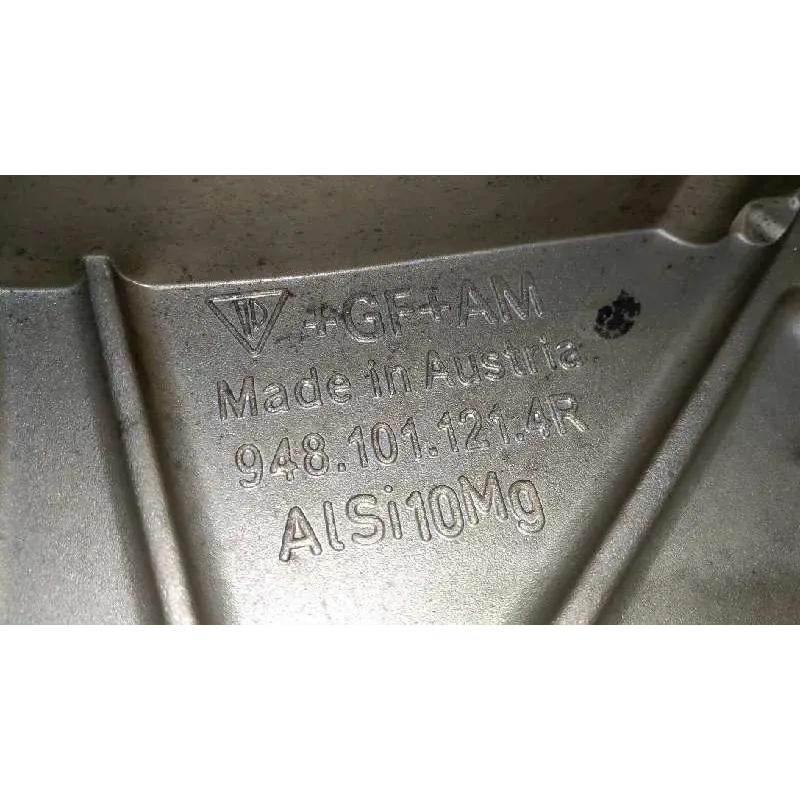 +GF+AM
Made in Austria
948.101.121.4R
AlSi10Mg